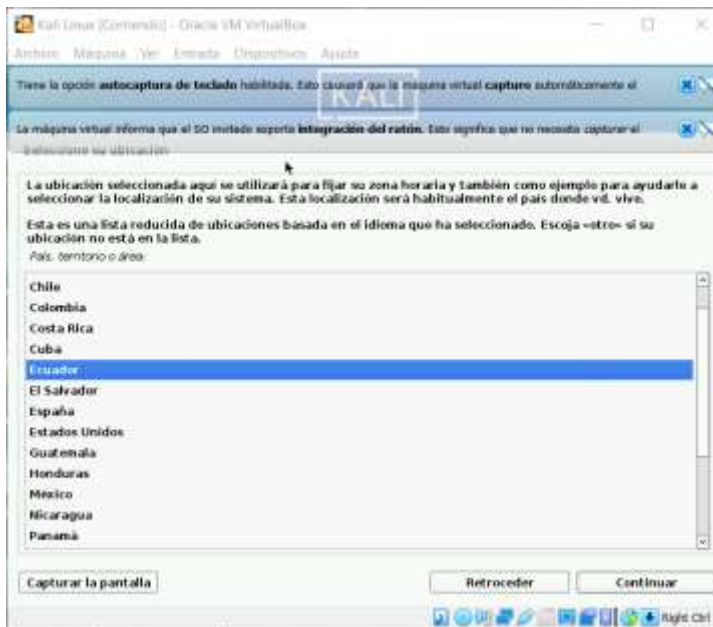 Kali Linux [Corriendo] - Oracle VM VirtualBox
Archivo Máquina Ver Entrada Dispositivos Ayuda
Tiene la opción autocaptura de teclado habilitada. Esto causará que la máquina virtual capture automáticamente el
KALI
La máquina virtual informa que el SO invitado soporta integración del ratón. Esto significa que no necesita capturar el
Seleccione su ubicación
La ubicación seleccionada aquí se utilizará para fijar su zona horaria y también como ejemplo para ayudarle a
seleccionar la localización de su sistema. Esta localización será habitualmente el país donde vd. vive.
Esta es una lista reducida de ubicaciones basada en el idioma que ha seleccionado. Escoja «otro» si su
ubicación no está en la lista.
País, territorio o área:
Chile
Colombia
Costa Rica
Cuba
Ecuador
El Salvador
España
Estados Unidos
Guatemala
Honduras
México
Nicaragua
Panamá
Capturar la pantalla
Retroceder
Continuar
Right Ctrl